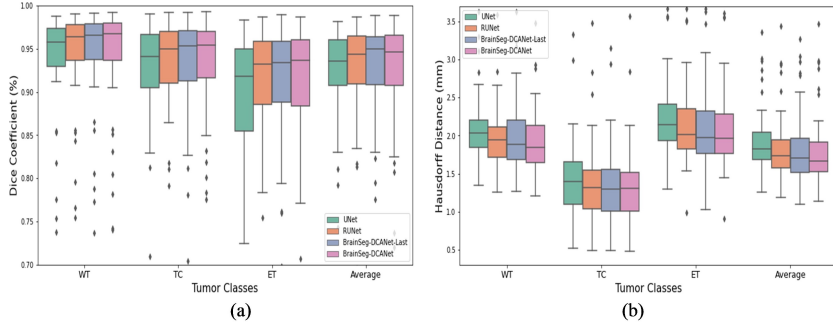 1.00
0.95
0.90
0.85
0.80
0.75
0.70
Dice Coefficient (%)
UNet
RUNet
BrainSeg-DCANet-Last
BrainSeg-DCANet
WT
TC
ET
Average
Tumor Classes
(a)
3.5
3.0
2.5
2.0
1.5
1.0
0.5
Hausdorff Distance (mm)
UNet
RUNet
BrainSeg-DCANet-Last
BrainSeg-DCANet
WT
TC
ET
Average
Tumor Classes
(b)